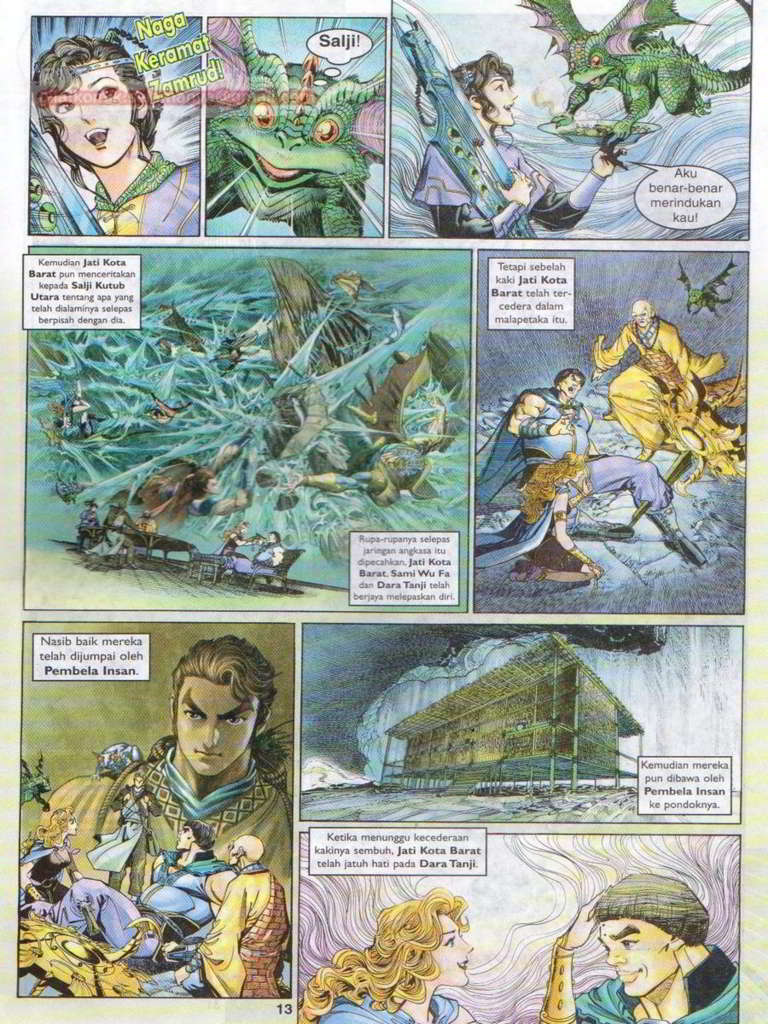 Naga
Keramat
Zamrud!
Salji!
Aku
benar-benar
merindukan
kau!
Kemudian Jati Kota
Barat pun menceritakan
kepada Salji Kutub
Utara tentang apa yang
telah dialaminya selepas
berpisah dengan dia.
Rupa-rupanya selepas
jaringan angkasa itu
dipecahkan, Jati Kota
Barat, Sami Wu Fa
dan Dara Tanji telah
berjaya melepaskan diri.
Tetapi sebelah
kaki Jati Kota
Barat telah ter-
cedera dalam
malapetaka itu.
Nasib baik mereka
telah dijumpai oleh
Pembela Insan.
Kemudian mereka
pun dibawa oleh
Pembela Insan
ke pondoknya.
Ketika menunggu kecederaan
kakinya sembuh, Jati Kota Barat
telah jatuh hati pada Dara Tanji.
13